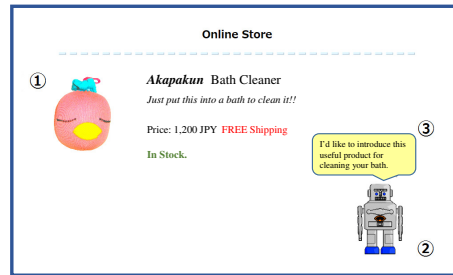 Online Store
①
Akapakun Bath Cleaner
Just put this into a bath to clean it!!
Price: 1,200 JPY FREE Shipping
In Stock.
③
I'd like to introduce this
useful product for
cleaning your bath.
②